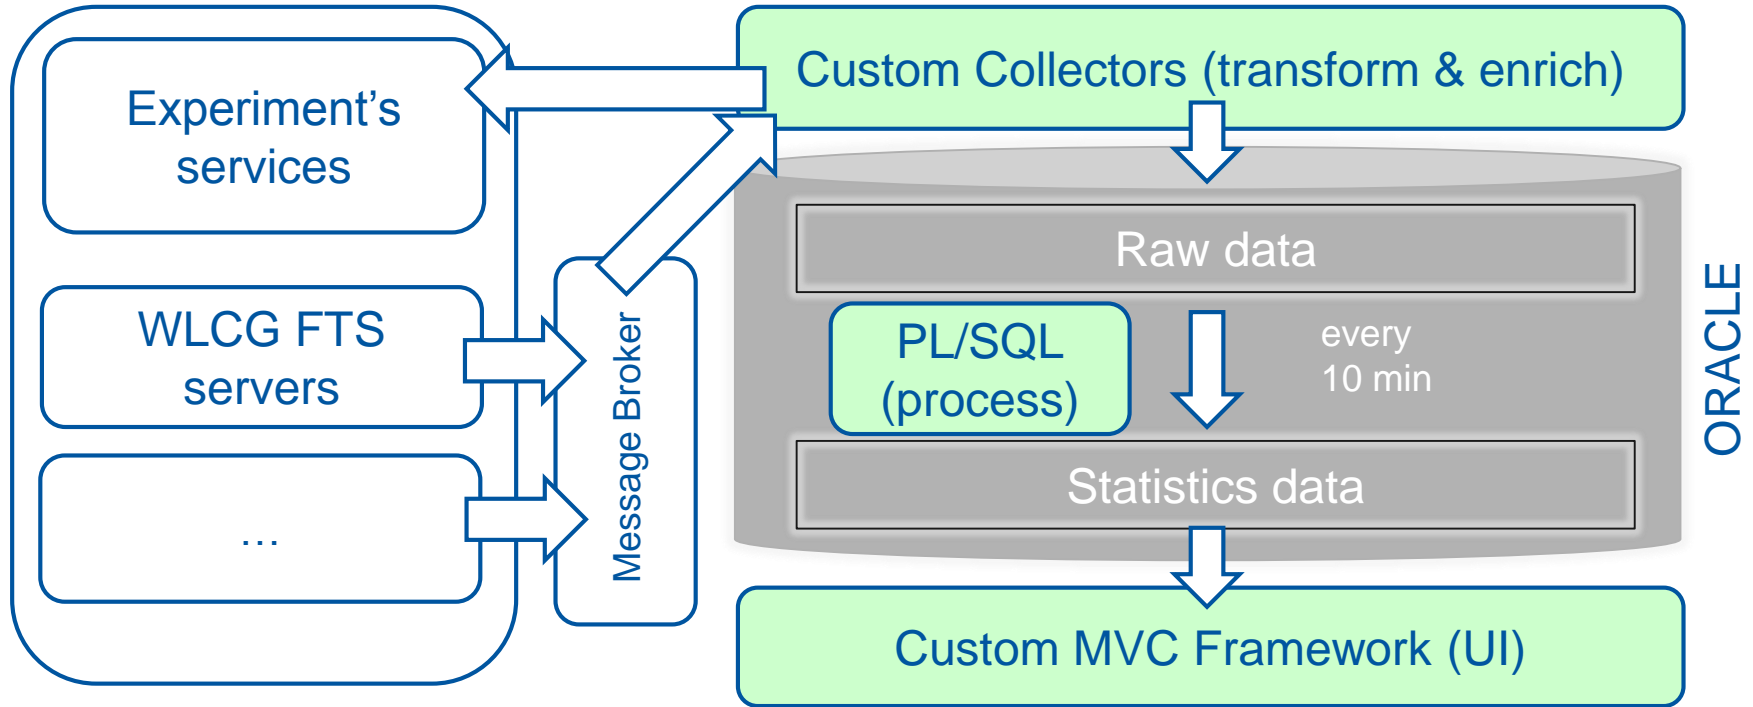 Experiment’s
services
WLCG FTS
servers
…
Message Broker
Custom Collectors (transform & enrich)
Raw data
PL/SQL
(process)
every
10 min
Statistics data
ORACLE
Custom MVC Framework (UI)